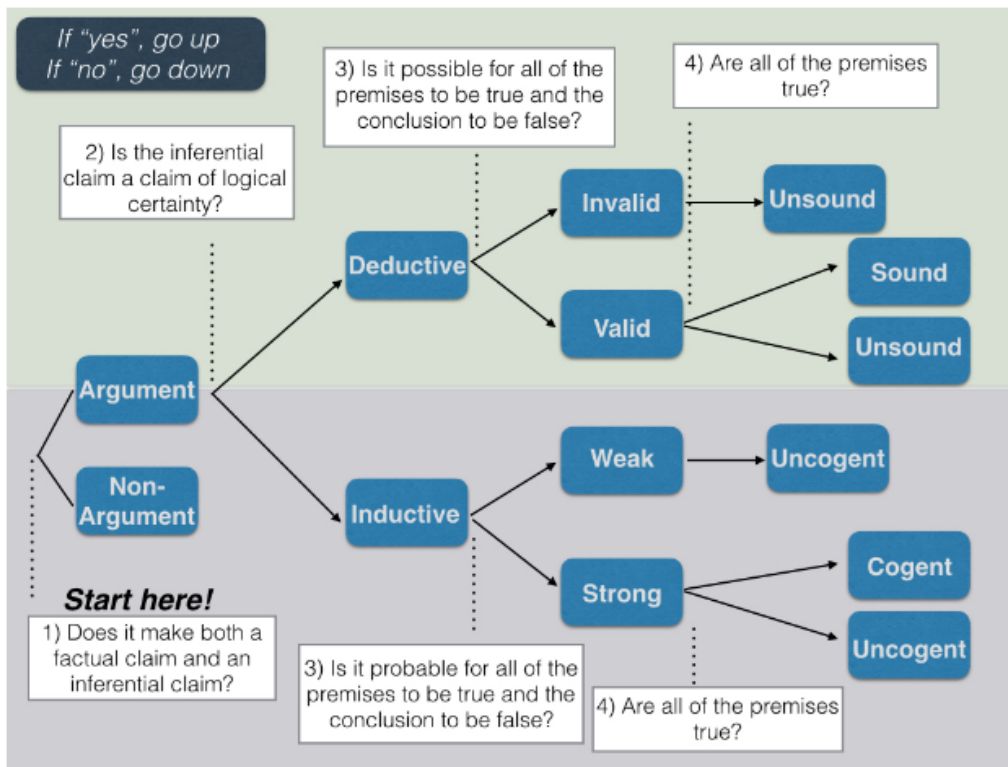 If “yes”, go up
If “no”, go down
3) Is it possible for all of the
premises to be true and the
conclusion to be false?
4) Are all of the premises
true?
2) Is the inferential
claim a claim of logical
certainty?
Invalid
Unsound
Deductive
Sound
Valid
Unsound
Argument
Non-
Argument
Weak
Uncogent
Inductive
Cogent
Strong
Uncogent
Start here!
1) Does it make both a
factual claim and an
inferential claim?
3) Is it probable for all of the
premises to be true and the
conclusion to be false?
4) Are all of the premises
true?